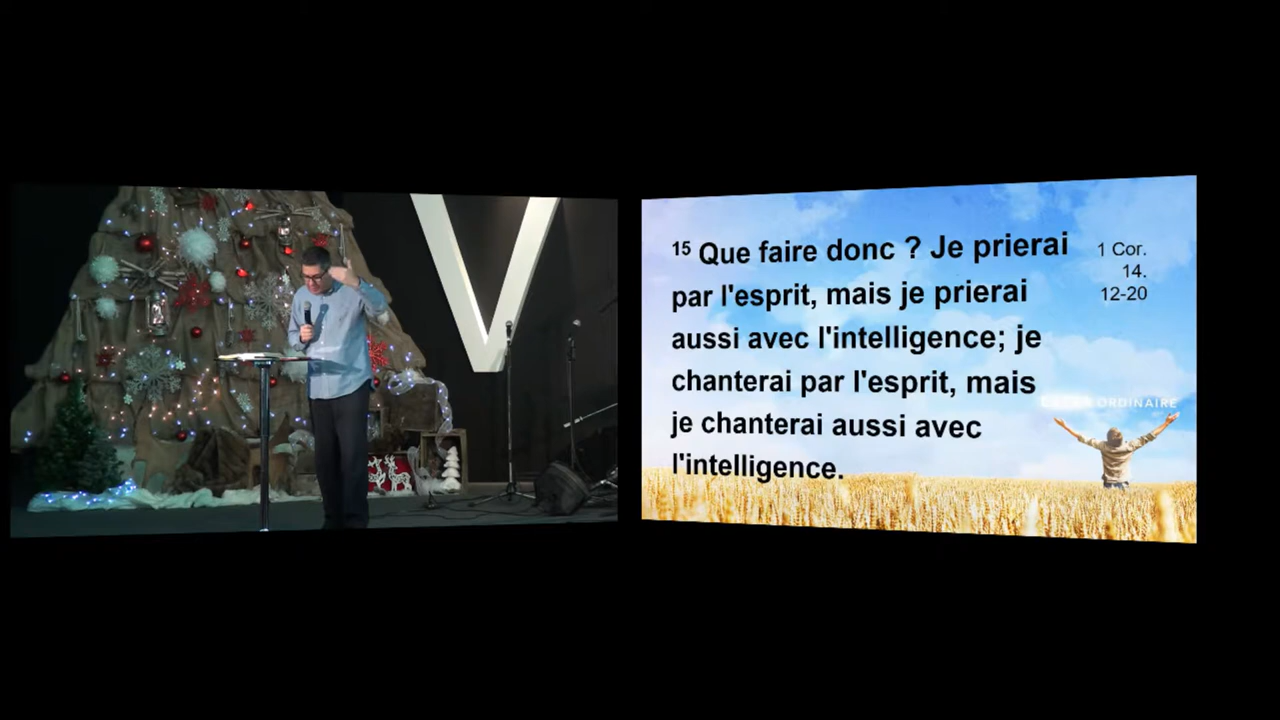 V
15 Que faire donc ? Je prierai
par l'esprit, mais je prierai
aussi avec l'intelligence; je
chanterai par l'esprit, mais
je chanterai aussi avec
l'intelligence.
1 Cor.
14.
12-20
ORDINAIRE